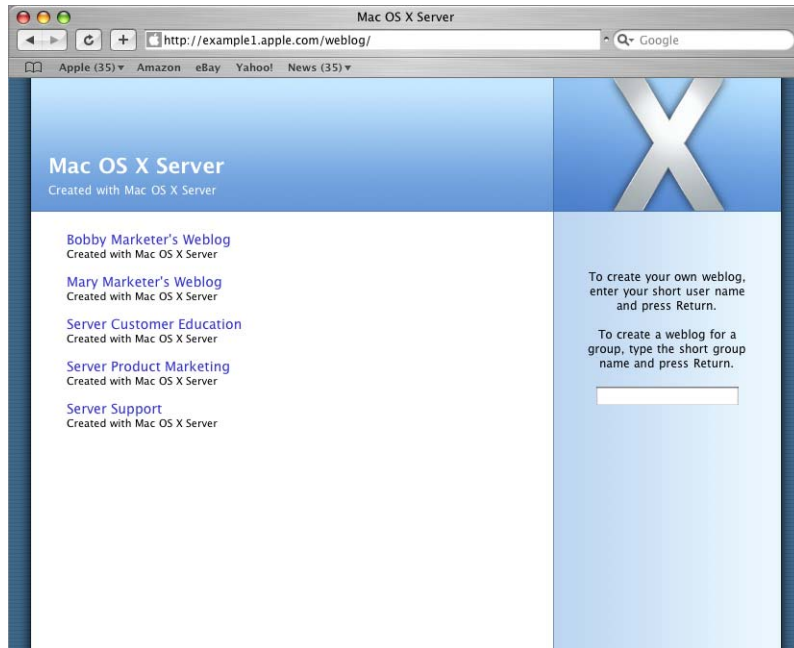 Mac OS X Server
http://example1.apple.com/weblog/
Google
Apple (35) Amazon eBay Yahoo! News (35)
X
Mac OS X Server
Created with Mac OS X Server
Bobby Marketer's Weblog
Created with Mac OS X Server
Mary Marketer's Weblog
Created with Mac OS X Server
Server Customer Education
Created with Mac OS X Server
Server Product Marketing
Created with Mac OS X Server
Server Support
Created with Mac OS X Server
To create your own weblog,
enter your short user name
and press Return.
To create a weblog for a
group, type the short group
name and press Return.